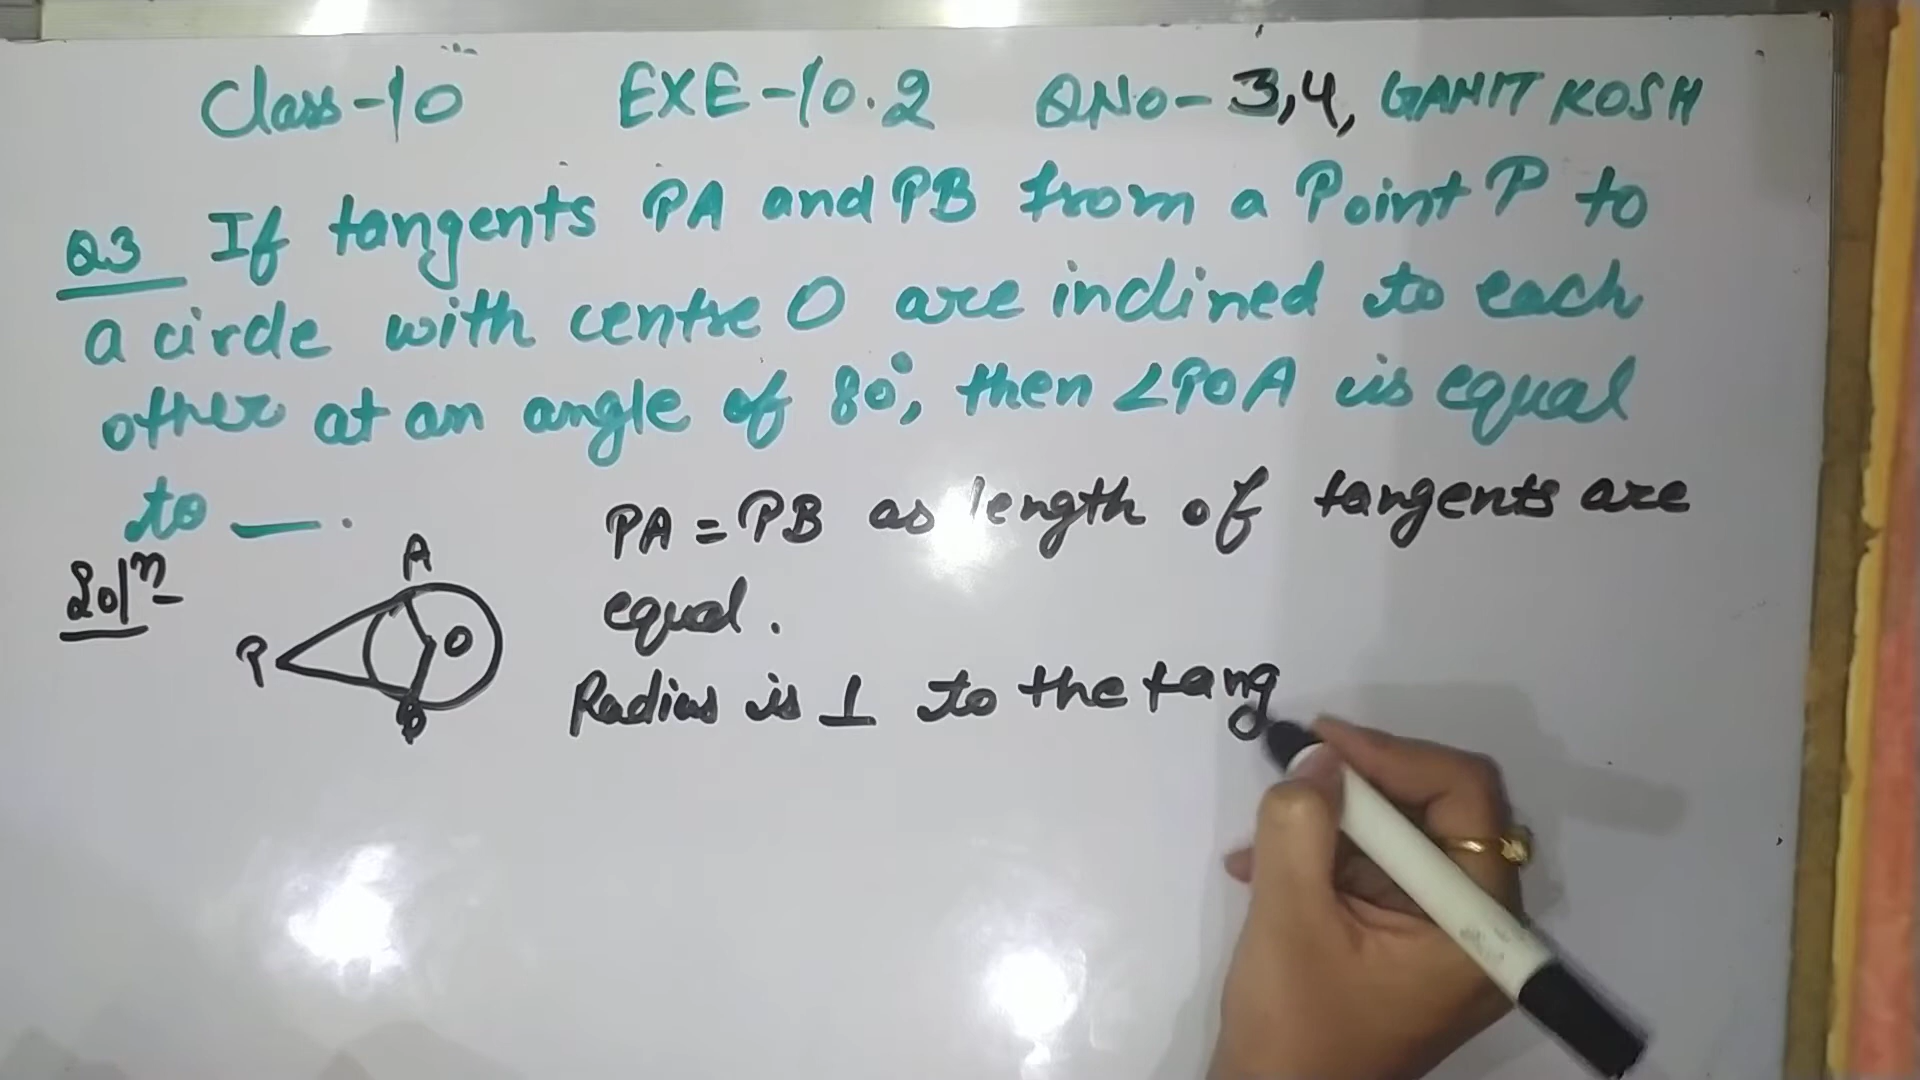 Class-10 EXE-10.2 QNo-3,4, GANIT KOSH
Q3 If tangents PA and PB from a Point P to
a circle with centre O are inclined to each
other at an angle of 80°, then ∠POA is equal
to __.
Solⁿ-
A
P
O
B
PA = PB as length of tangents are
equal.
Radius is ⊥ to the tang